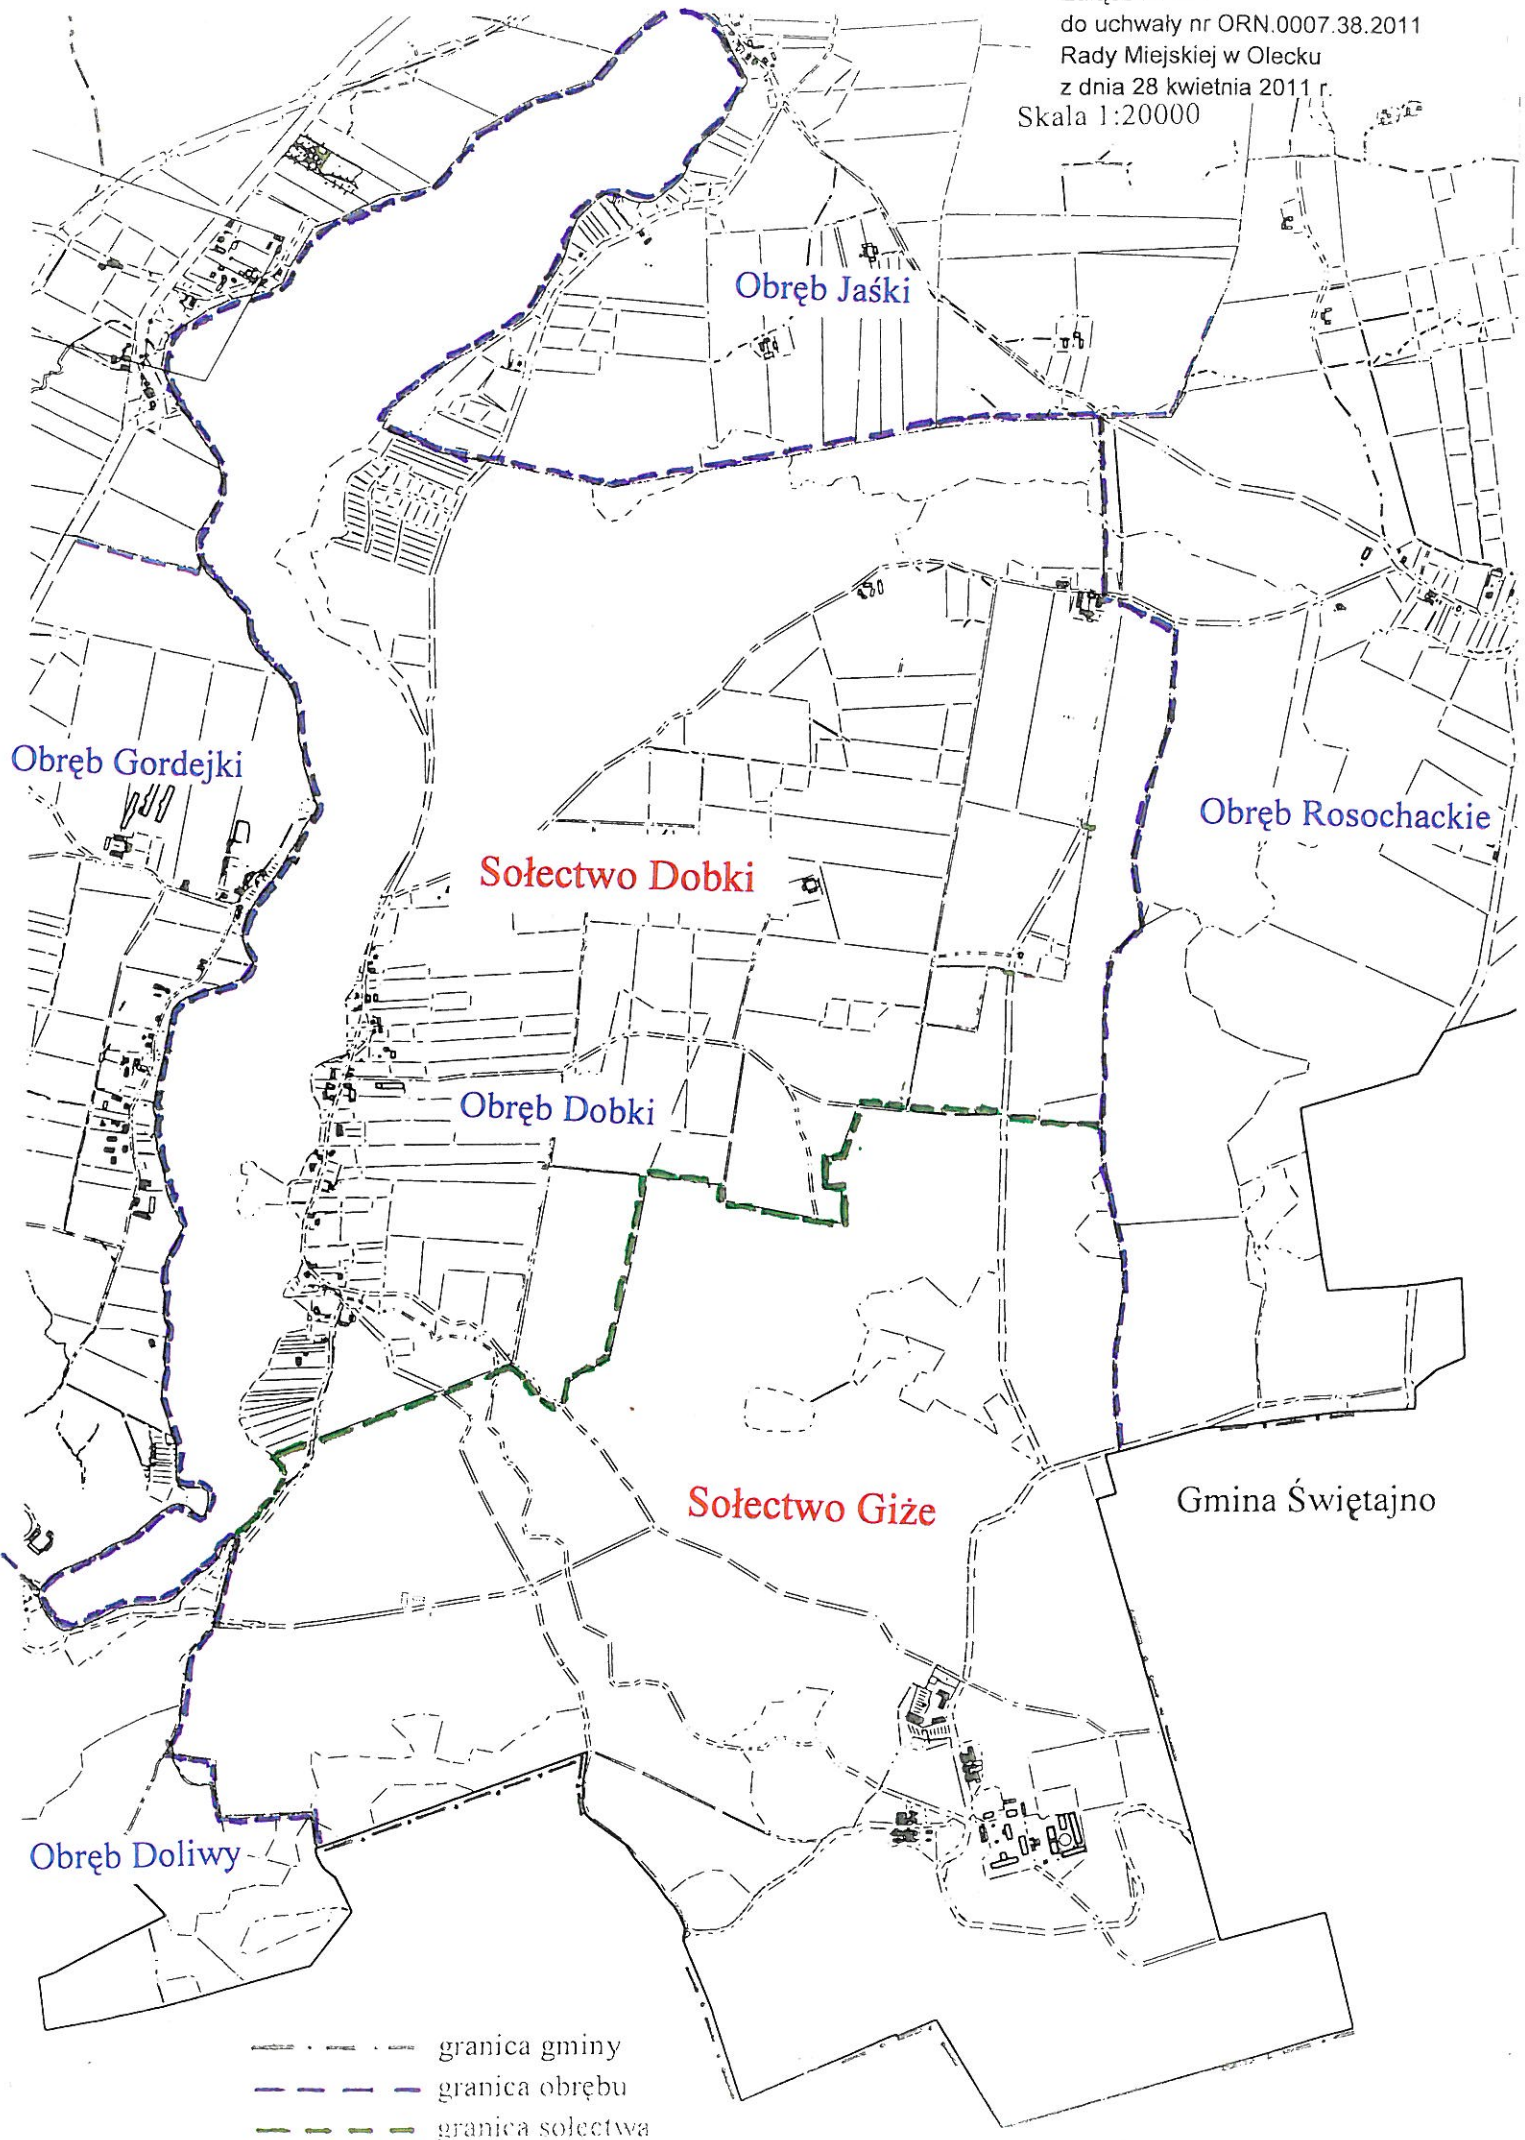 do uchwały nr ORN.0007.38.2011
Rady Miejskiej w Olecku
z dnia 28 kwietnia 2011 r.
Skala 1:20000
Obręb Jaśki
Obręb Gordejki
Obręb Rosochackie
Sołectwo Dobki
Obręb Dobki
Sołectwo Giże
Gmina Świętajno
Obręb Doliwy
granica gminy
granica obrębu
granica sołectwa